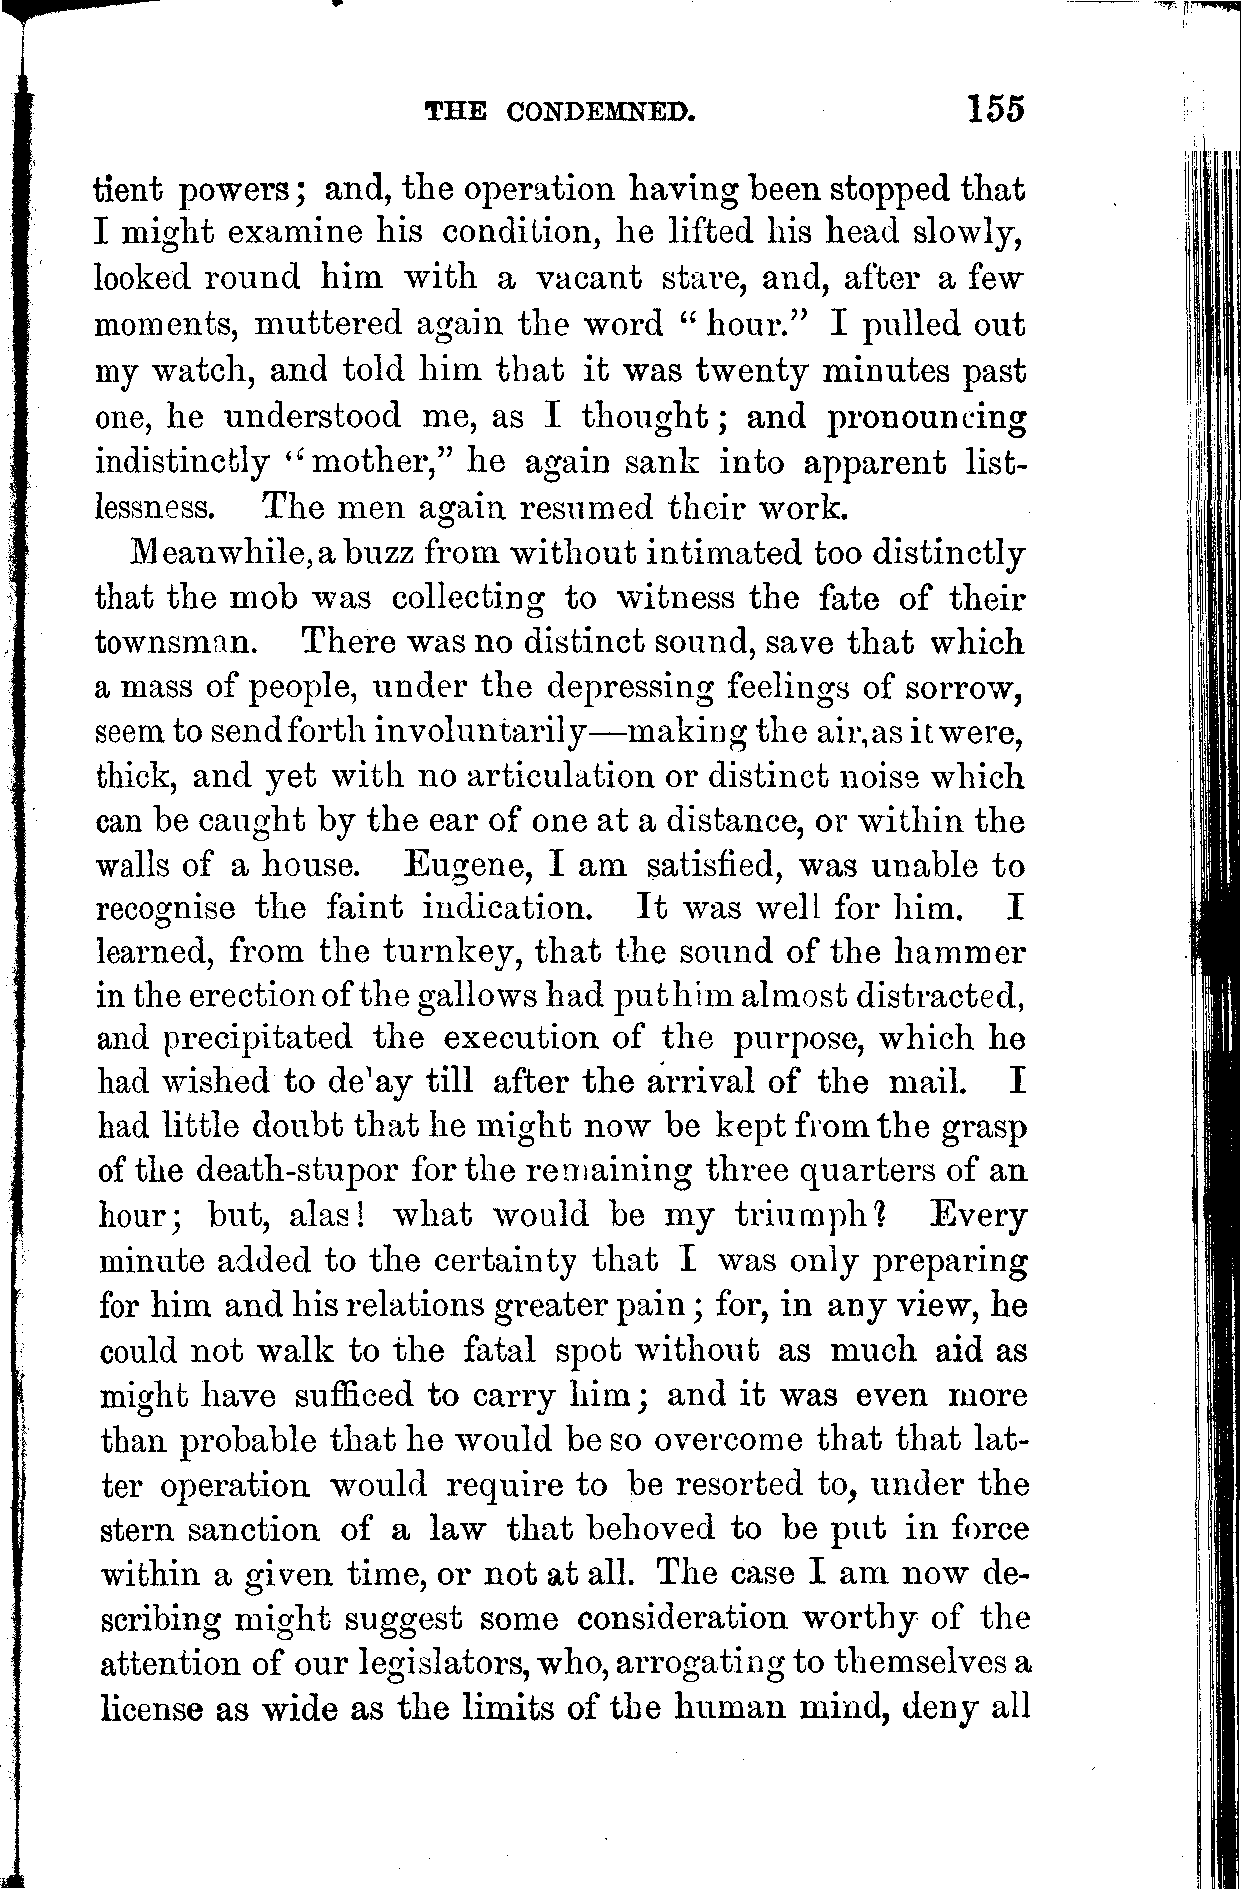 THE CONDEMNED. 155
tient powers; and, the operation having been stopped that
I might examine his condition, he lifted his head slowly,
looked round him with a vacant stare, and, after a few
moments, muttered again the word “hour.” I pulled out
my watch, and told him that it was twenty minutes past
one, he understood me, as I thought; and pronouncing
indistinctly “mother,” he again sank into apparent list-
lessness. The men again resumed their work.
Meanwhile, a buzz from without intimated too distinctly
that the mob was collecting to witness the fate of their
townsman. There was no distinct sound, save that which
a mass of people, under the depressing feelings of sorrow,
seem to send forth involuntarily—making the air, as it were,
thick, and yet with no articulation or distinct noise which
can be caught by the ear of one at a distance, or within the
walls of a house. Eugene, I am satisfied, was unable to
recognise the faint indication. It was well for him. I
learned, from the turnkey, that the sound of the hammer
in the erection of the gallows had put him almost distracted,
and precipitated the execution of the purpose, which he
had wished to delay till after the arrival of the mail. I
had little doubt that he might now be kept from the grasp
of the death-stupor for the remaining three quarters of an
hour; but, alas! what would be my triumph? Every
minute added to the certainty that I was only preparing
for him and his relations greater pain; for, in any view, he
could not walk to the fatal spot without as much aid as
might have sufficed to carry him; and it was even more
than probable that he would be so overcome that that lat-
ter operation would require to be resorted to, under the
stern sanction of a law that behoved to be put in force
within a given time, or not at all. The case I am now de-
scribing might suggest some consideration worthy of the
attention of our legislators, who, arrogating to themselves a
license as wide as the limits of the human mind, deny all